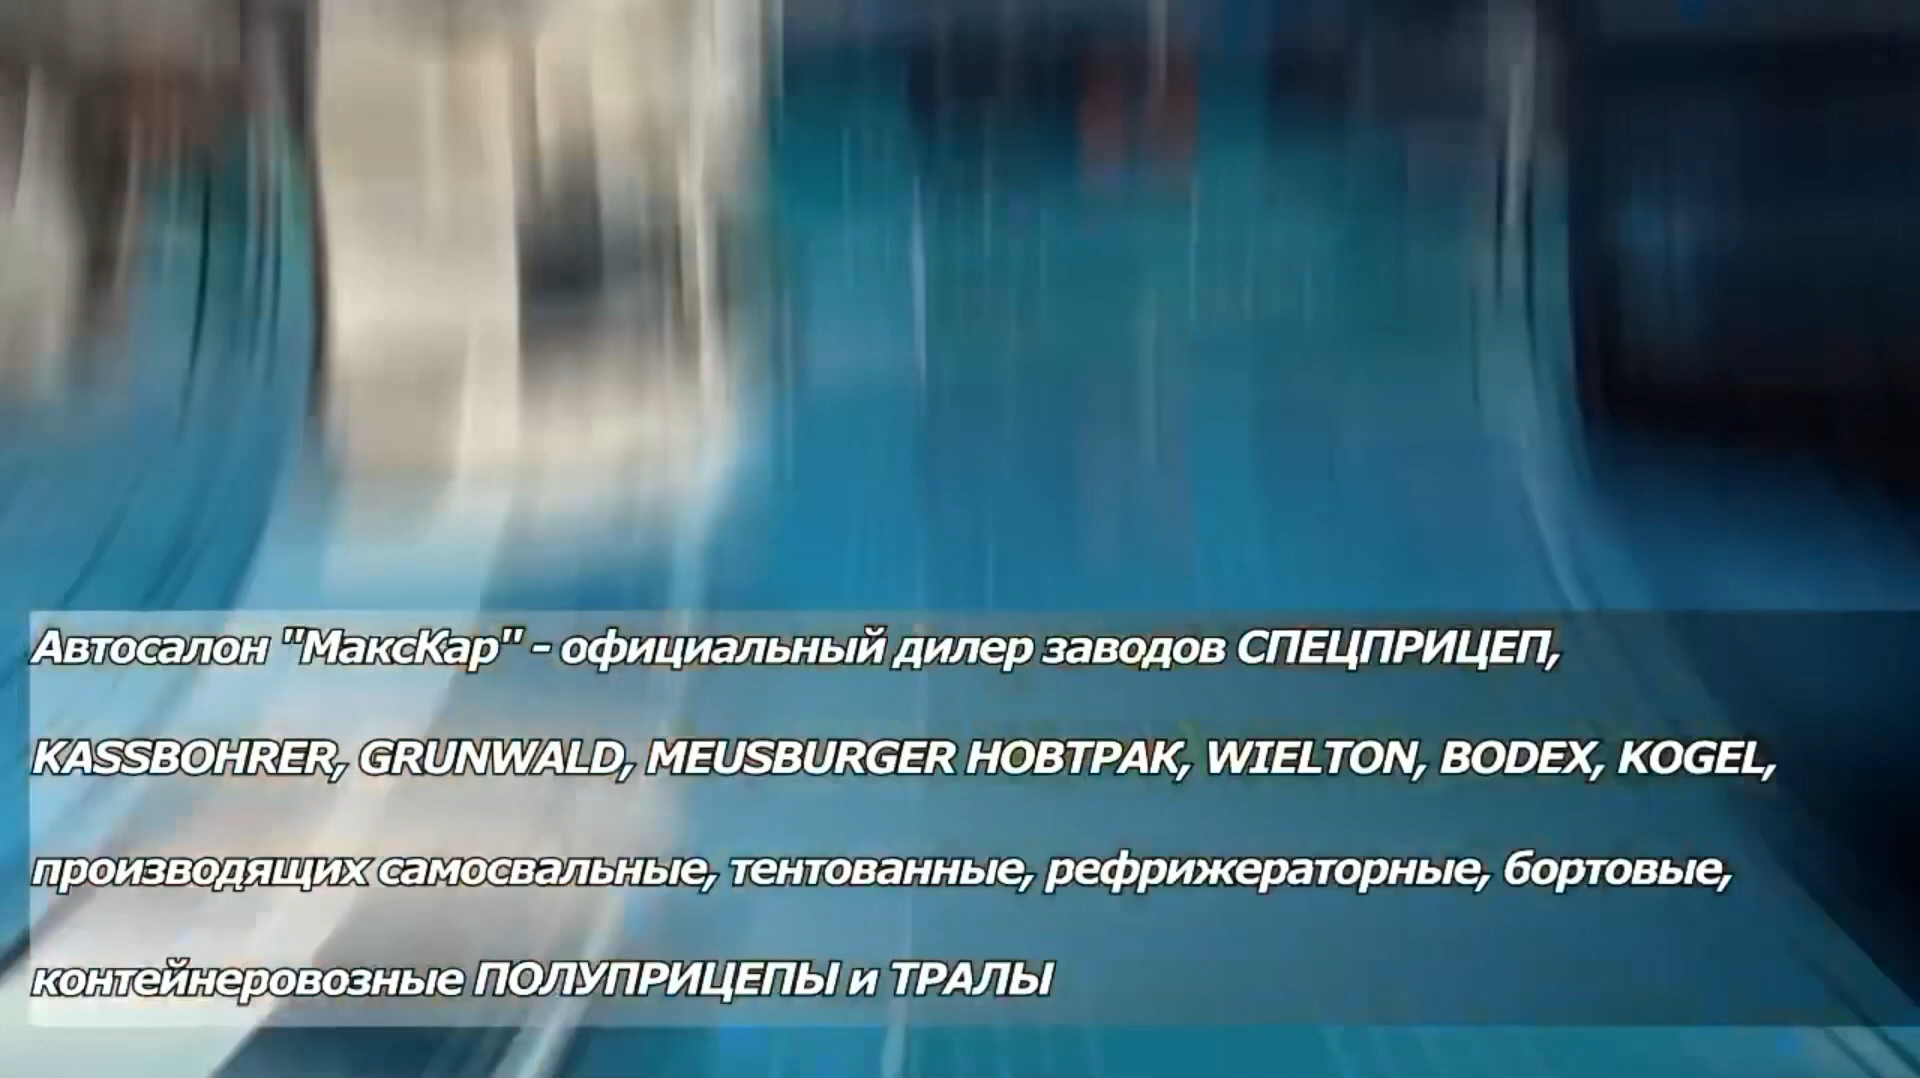 Автосалон "МаксКар" - официальный дилер заводов СПЕЦПРИЦЕП,
KASSBOHRER, GRUNWALD, MEUSBURGER НОВТРАК, WIELTON, BODEX, KOGEL,
производящих самосвальные, тентованные, рефрижераторные, бортовые,
контейнеровозные ПОЛУПРИЦЕПЫ и ТРАЛЫ